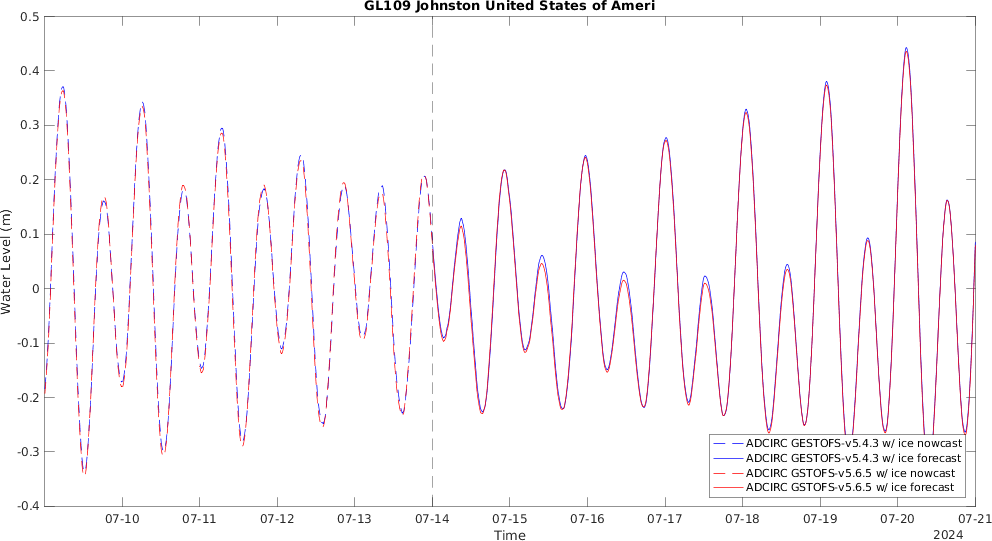 GL109 Johnston United States of Ameri
0.5
0.4
0.3
0.2
0.1
0
-0.1
-0.2
-0.3
-0.4
Water Level (m)
ADCIRC GESTOFS-v5.4.3 w/ ice nowcast
ADCIRC GESTOFS-v5.4.3 w/ ice forecast
ADCIRC GSTOFS-v5.6.5 w/ ice nowcast
ADCIRC GSTOFS-v5.6.5 w/ ice forecast
07-10 07-11 07-12 07-13 07-14 07-15 07-16 07-17 07-18 07-19 07-20 07-21
Time
2024